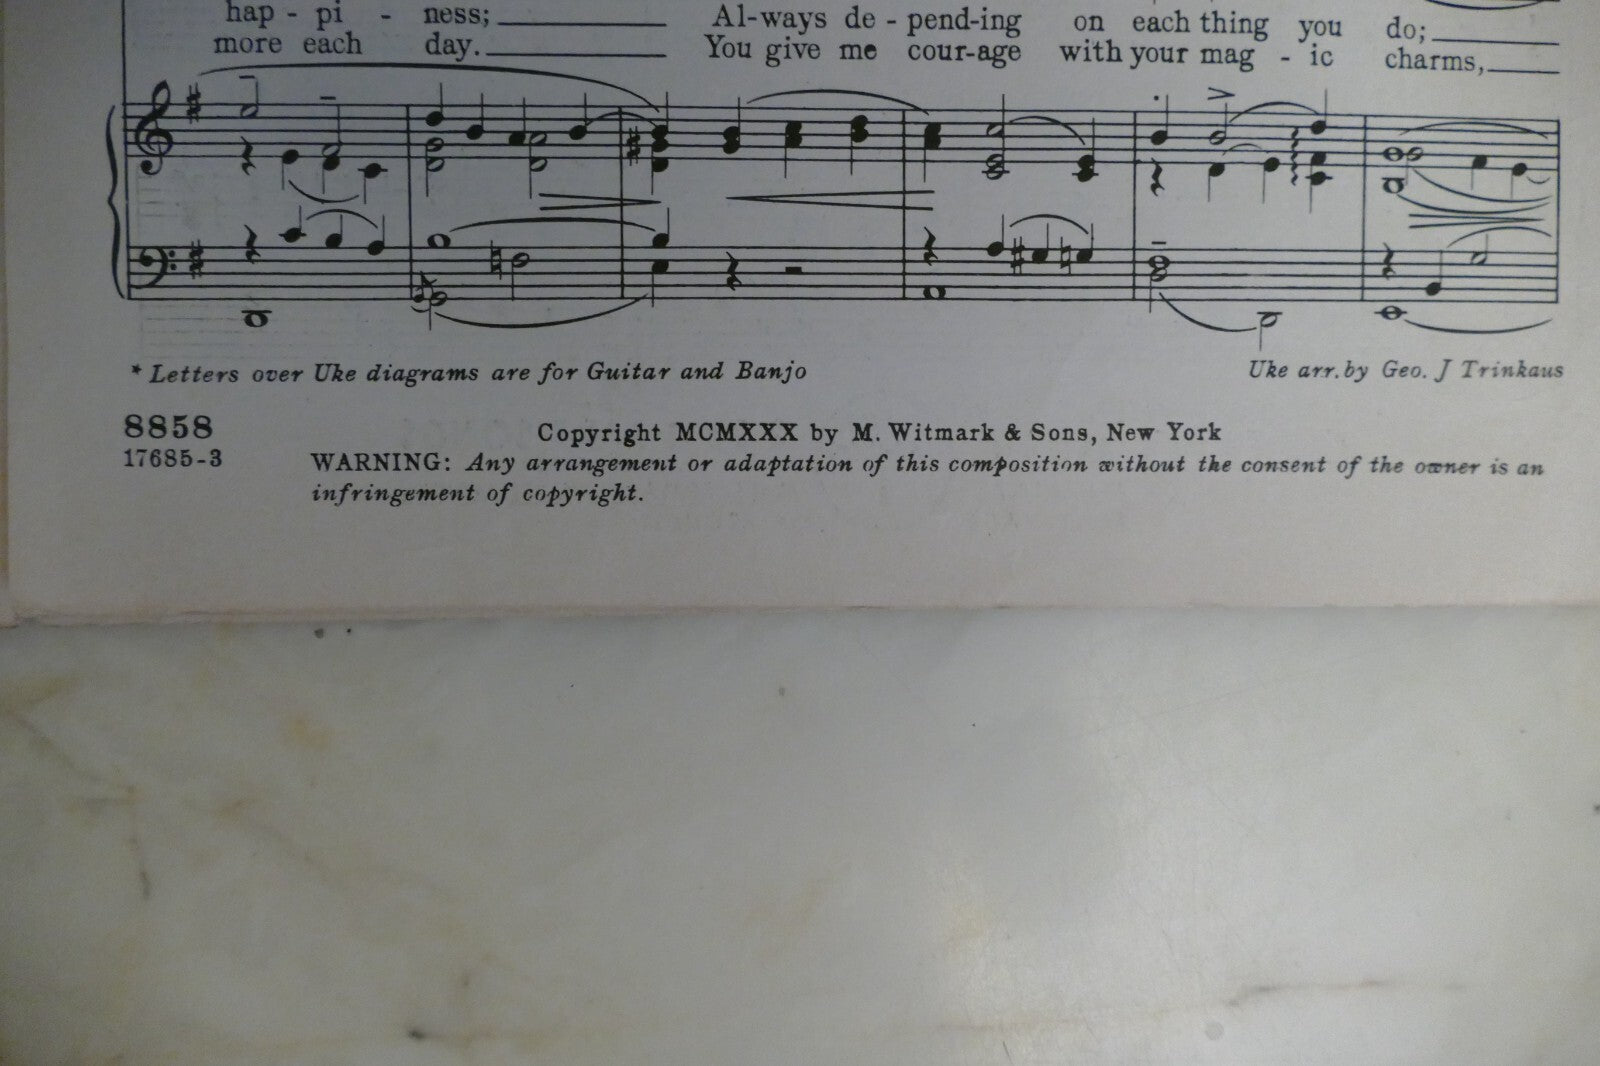 hap - pi - ness; Al-ways de - pend-ing on each thing you do;
more each day. You give me cour-age with your mag - ic charms,
* Letters over Uke diagrams are for Guitar and Banjo Uke arr. by Geo. J Trinkaus
8858
17685-3
Copyright MCMXXX by M. Witmark & Sons, New York
WARNING: Any arrangement or adaptation of this composition without the consent of the owner is an
infringement of copyright.